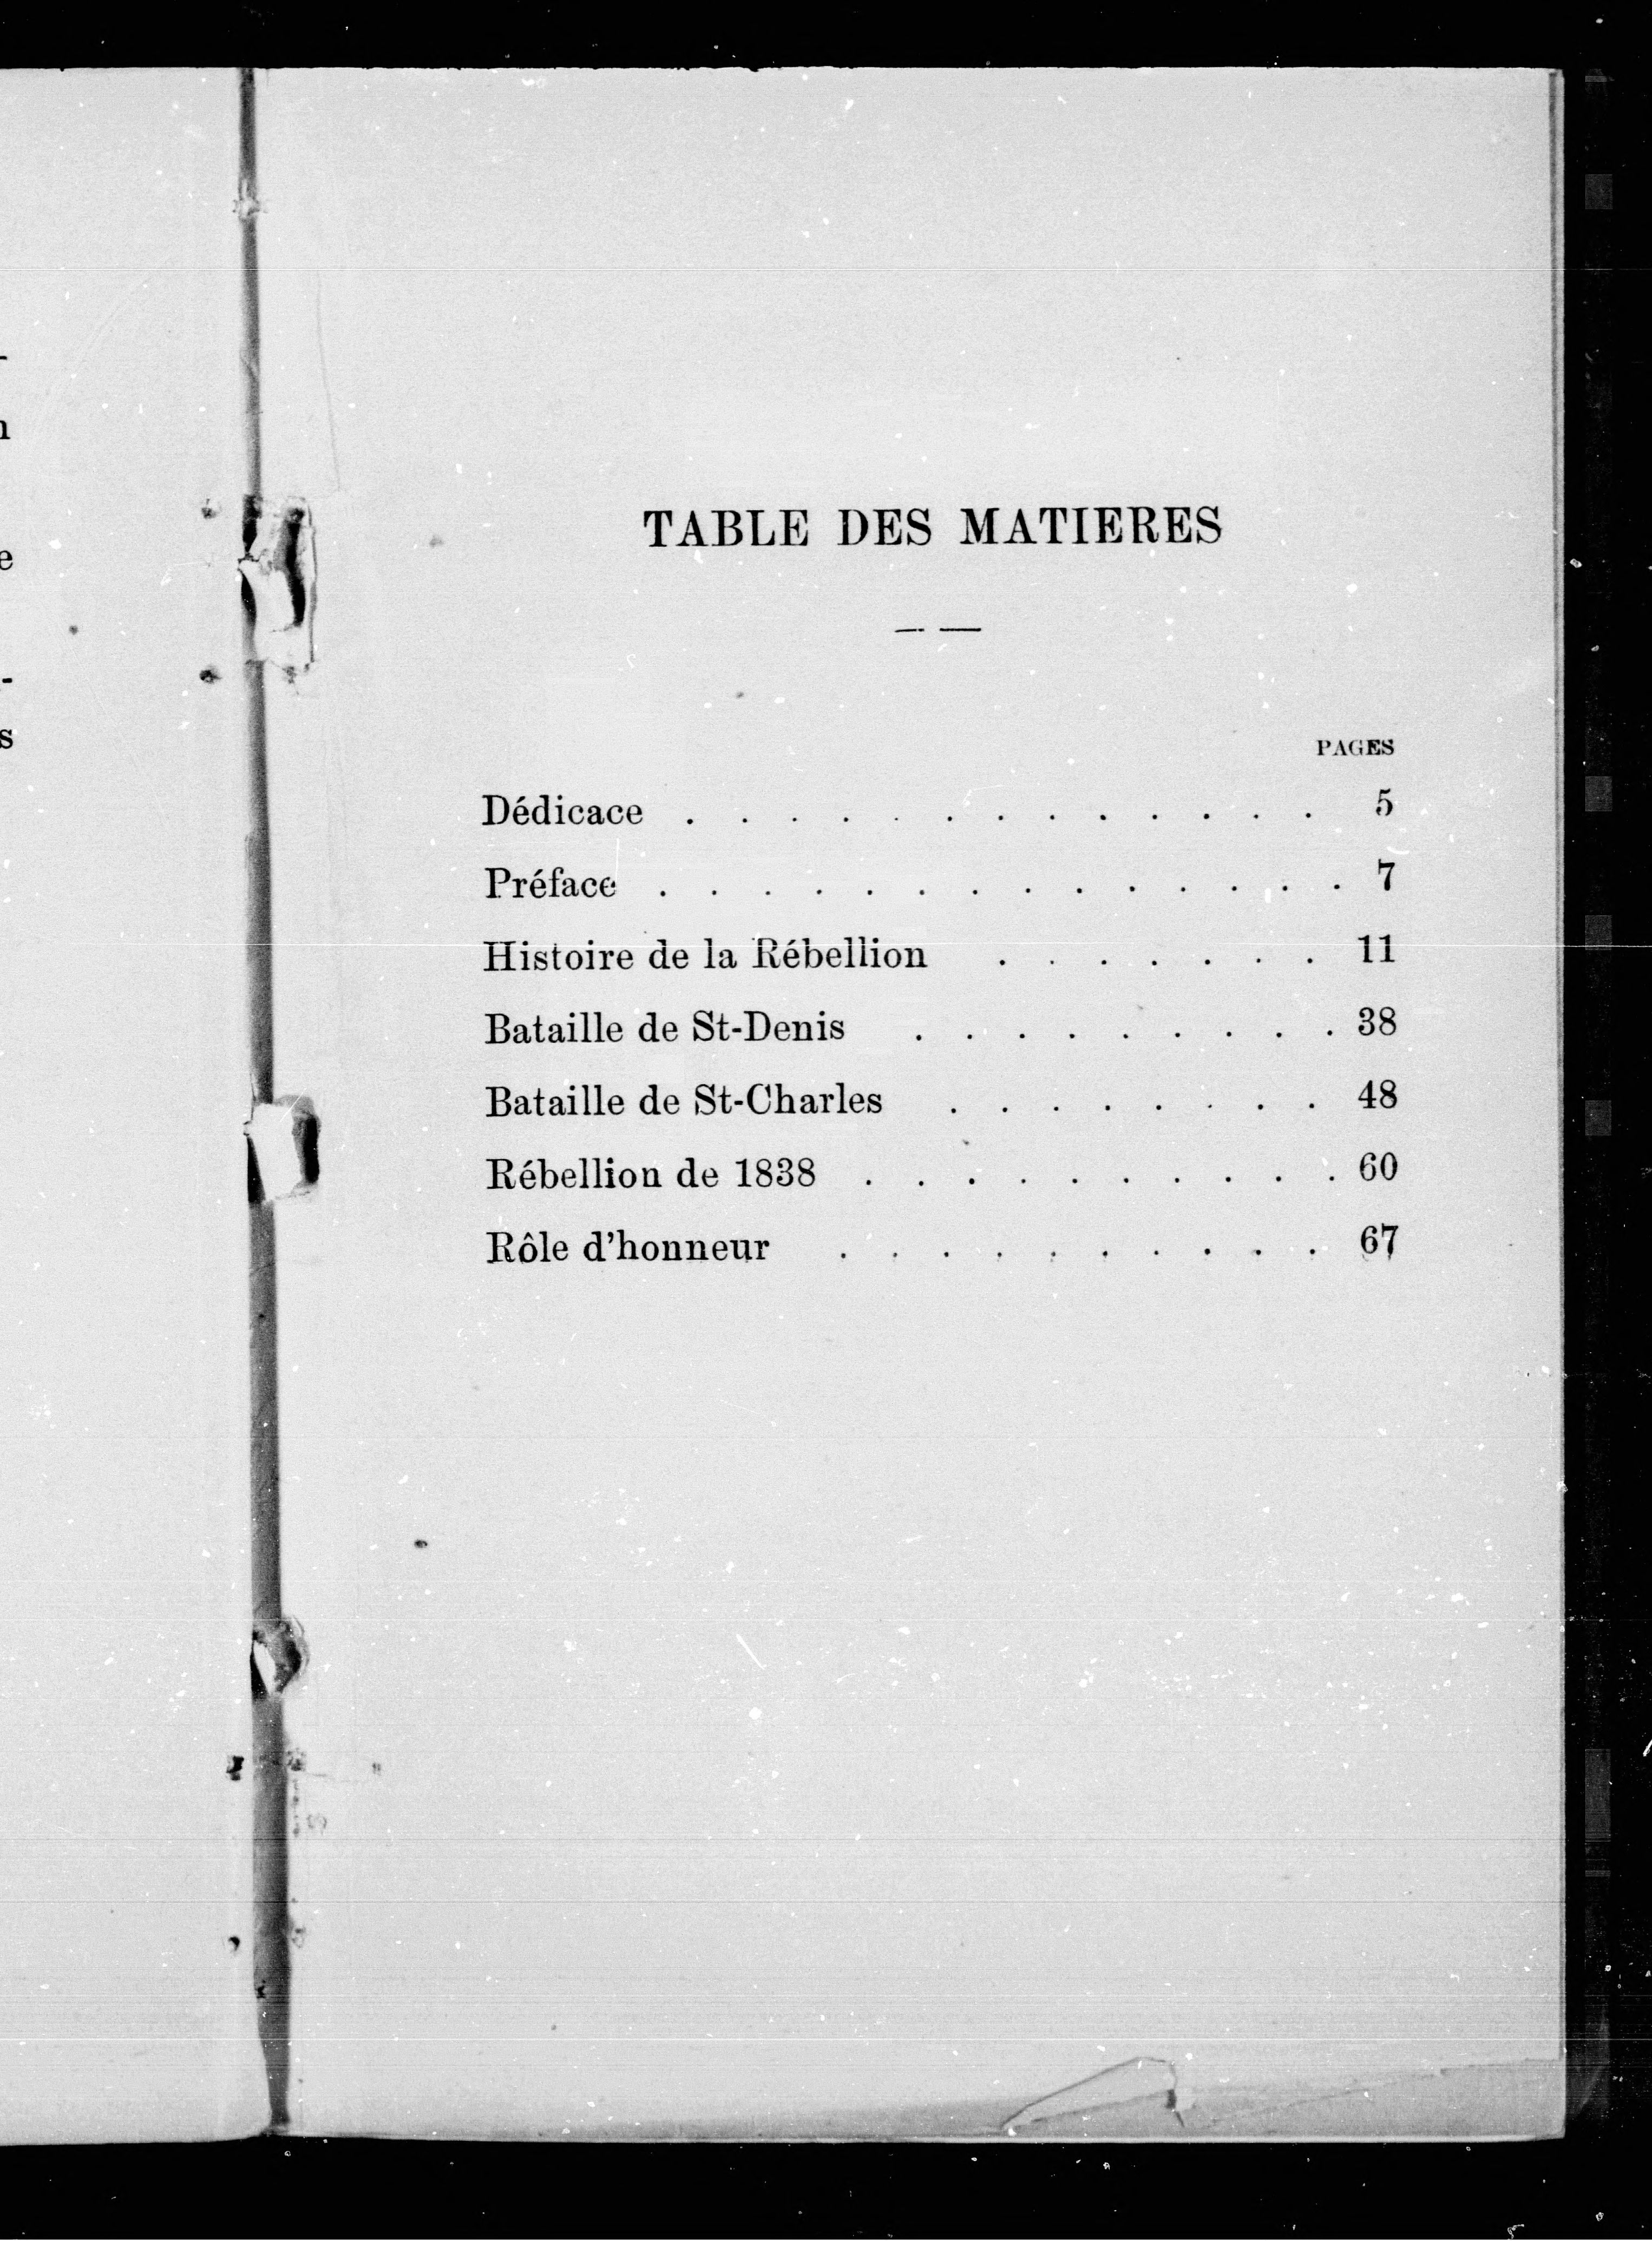 TABLE DES MATIERES
PAGES
Dédicace . . . . . . . . . . . . . 5
Préface . . . . . . . . . . . . . . 7
Histoire de la Rébellion . . . . . . . 11
Bataille de St-Denis . . . . . . . . . 38
Bataille de St-Charles . . . . . . . . 48
Rébellion de 1838 . . . . . . . . . . 60
Rôle d'honneur . . . . . . . . . . 67